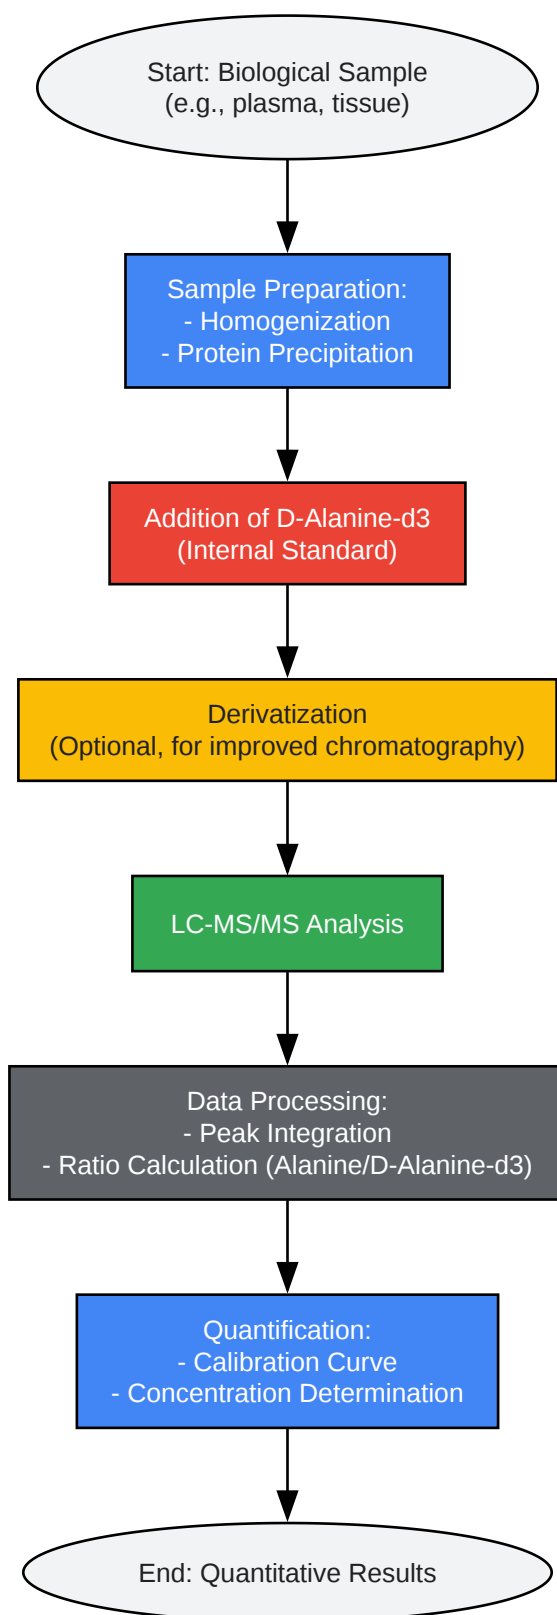 Start: Biological Sample
(e.g., plasma, tissue)
Sample Preparation:
- Homogenization
- Protein Precipitation
Addition of D-Alanine-d3
(Internal Standard)
Derivatization
(Optional, for improved chromatography)
LC-MS/MS Analysis
Data Processing:
- Peak Integration
- Ratio Calculation (Alanine/D-Alanine-d3)
Quantification:
- Calibration Curve
- Concentration Determination
End: Quantitative Results